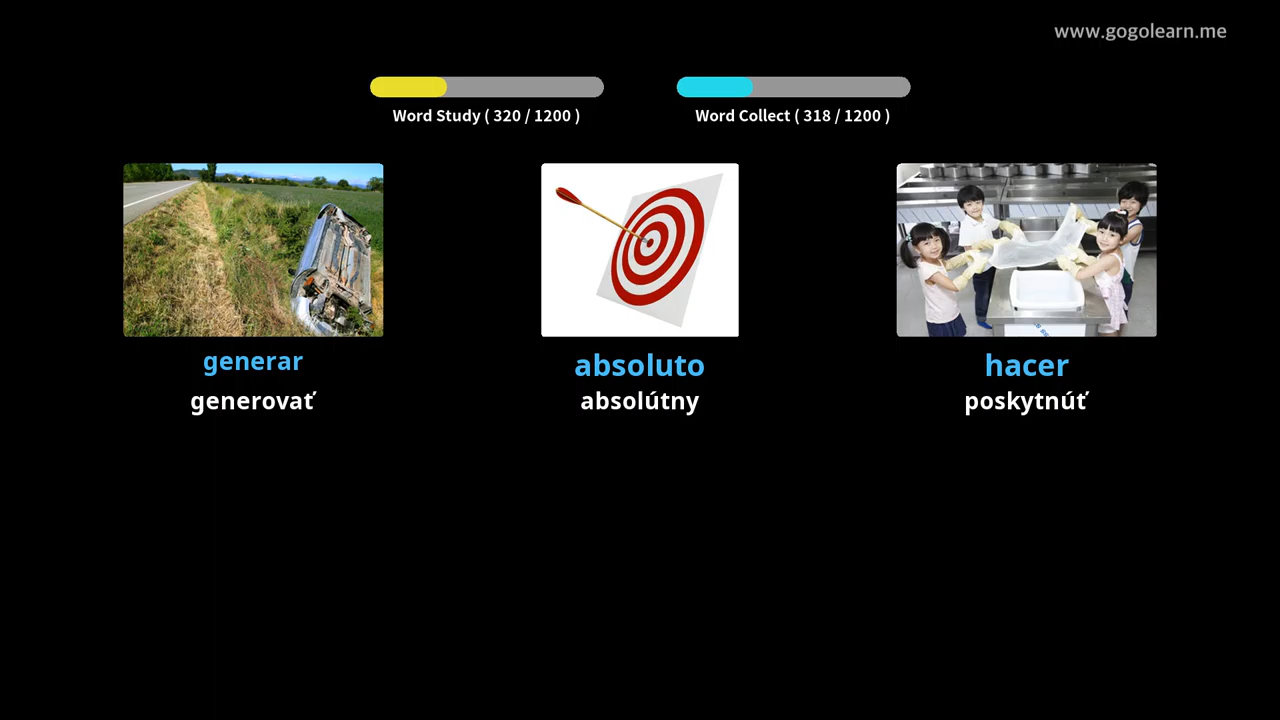 www.gogolearn.me
Word Study ( 320 / 1200 )
Word Collect ( 318 / 1200 )
generar
absoluto
hacer
generovať
absolútny
poskytnúť